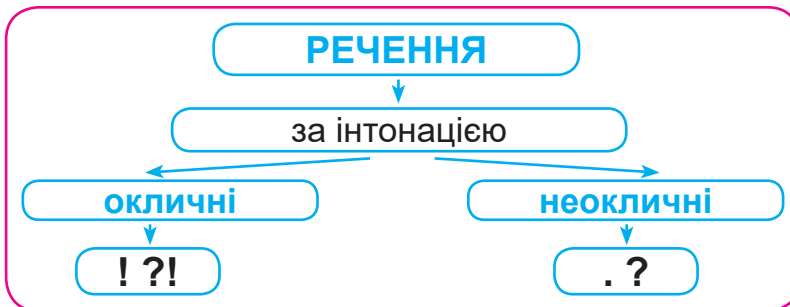 РЕЧЕННЯ
за інтонацією
окличні неокличні
! ?! . ?